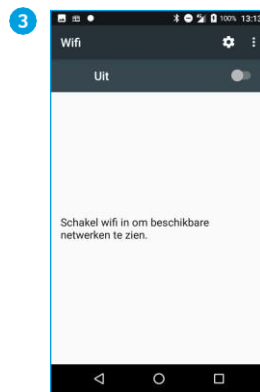 3
100% 13:13
Wifi
Uit
Schakel wifi in om beschikbare
netwerken te zien.